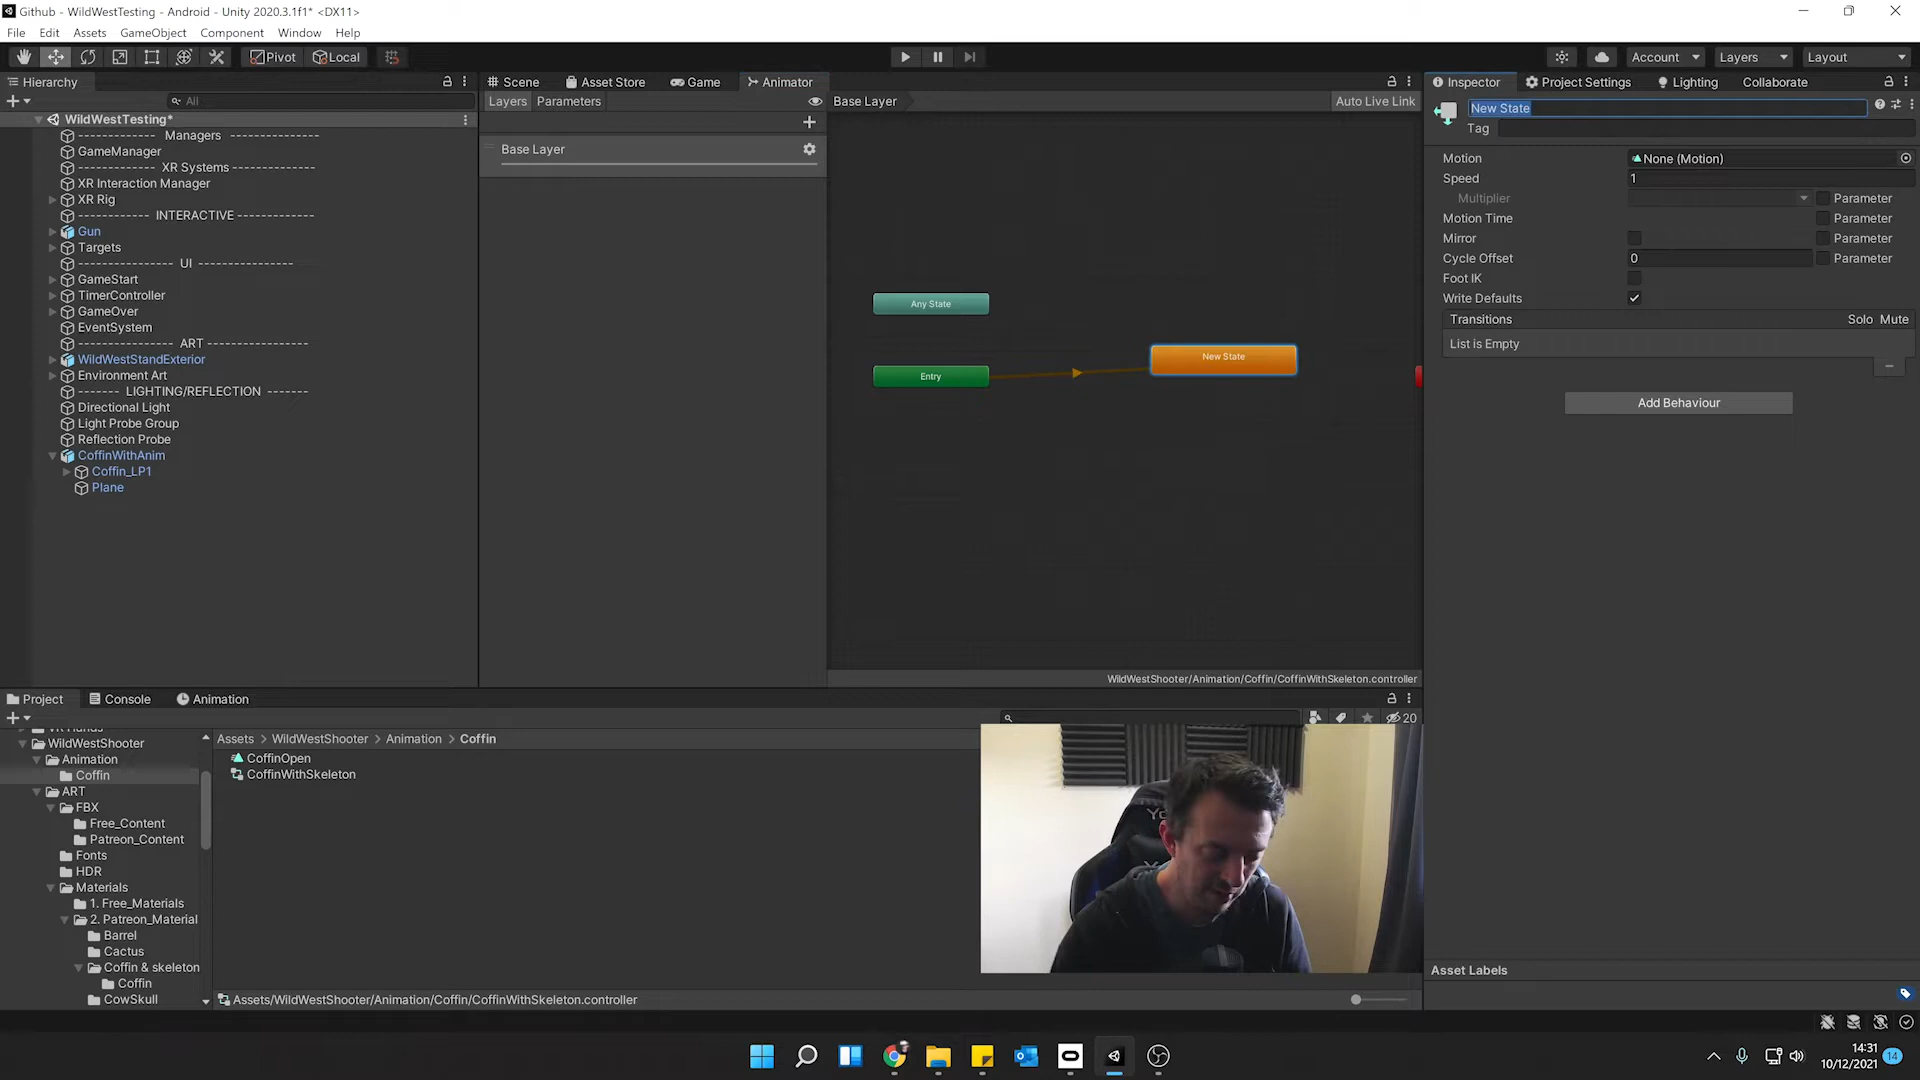 Github - WildWestTesting - Android - Unity 2020.3.1f1* <DX11>
File Edit Assets GameObject Component Window Help
Pivot Local Account Layers Layout
Hierarchy
All
WildWestTesting*
------------ Managers --------------
GameManager
------------ XR Systems -------------
XR Interaction Manager
XR Rig
------------ INTERACTIVE ------------
Gun
Targets
--------------- UI ---------------
GameStart
TimerController
GameOver
EventSystem
--------------- ART ----------------
WildWestStandExterior
Environment Art
------- LIGHTING/REFLECTION -------
Directional Light
Light Probe Group
Reflection Probe
CoffinWithAnim
Coffin_LP1
Plane
Scene Asset Store Game Animator
Layers Parameters Base Layer Auto Live Link
Base Layer
Any State
Entry
New State
WildWestShooter/Animation/Coffin/CoffinWithSkeleton.controller
Inspector Project Settings Lighting Collaborate
New State
Tag
Motion None (Motion)
Speed 1
Multiplier Parameter
Motion Time Parameter
Mirror Parameter
Cycle Offset 0 Parameter
Foot IK
Write Defaults
Transitions Solo Mute
List is Empty
Add Behaviour
Asset Labels
Project Console Animation
20
WildWestShooter
Animation
Coffin
ART
FBX
Free_Content
Patreon_Content
Fonts
HDR
Materials
1. Free_Materials
2. Patreon_Material
Barrel
Cactus
Coffin & skeleton
Coffin
CowSkull
Assets > WildWestShooter > Animation > Coffin
CoffinOpen
CoffinWithSkeleton
Assets/WildWestShooter/Animation/Coffin/CoffinWithSkeleton.controller
14:31
10/12/2021
14